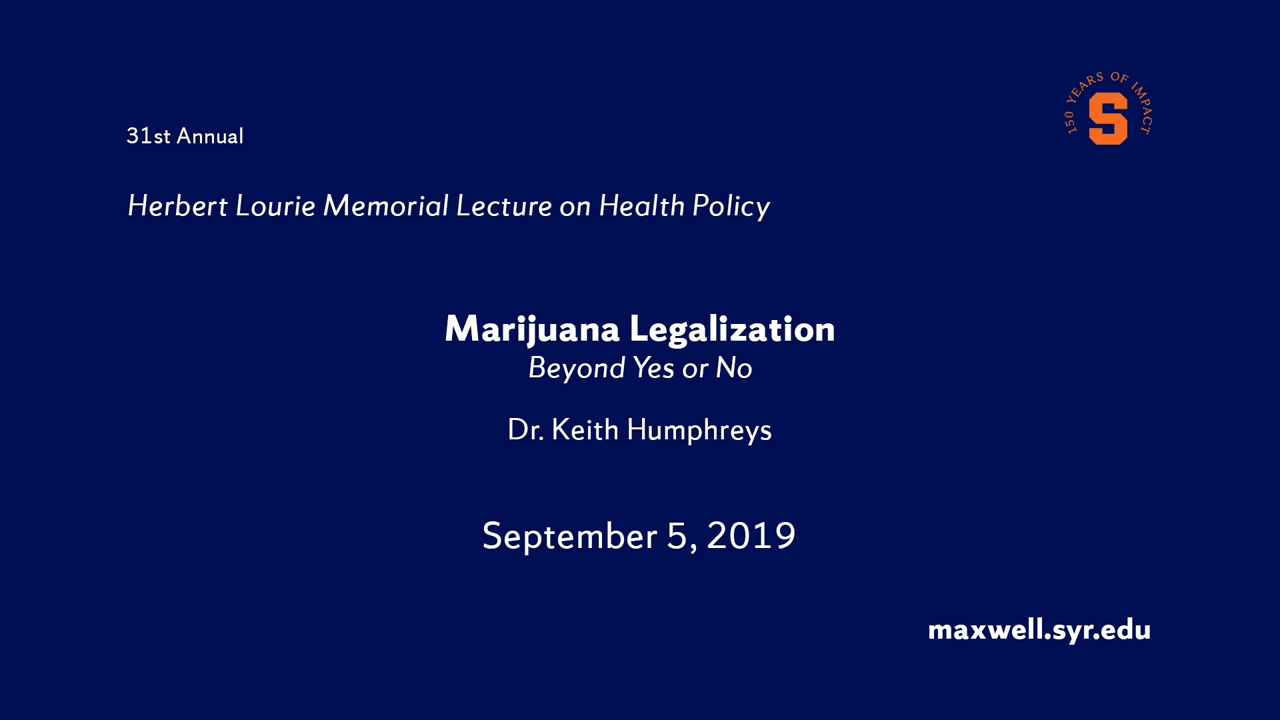 150 YEARS OF IMPACT
S
31st Annual
Herbert Lourie Memorial Lecture on Health Policy
Marijuana Legalization
Beyond Yes or No
Dr. Keith Humphreys
September 5, 2019
maxwell.syr.edu